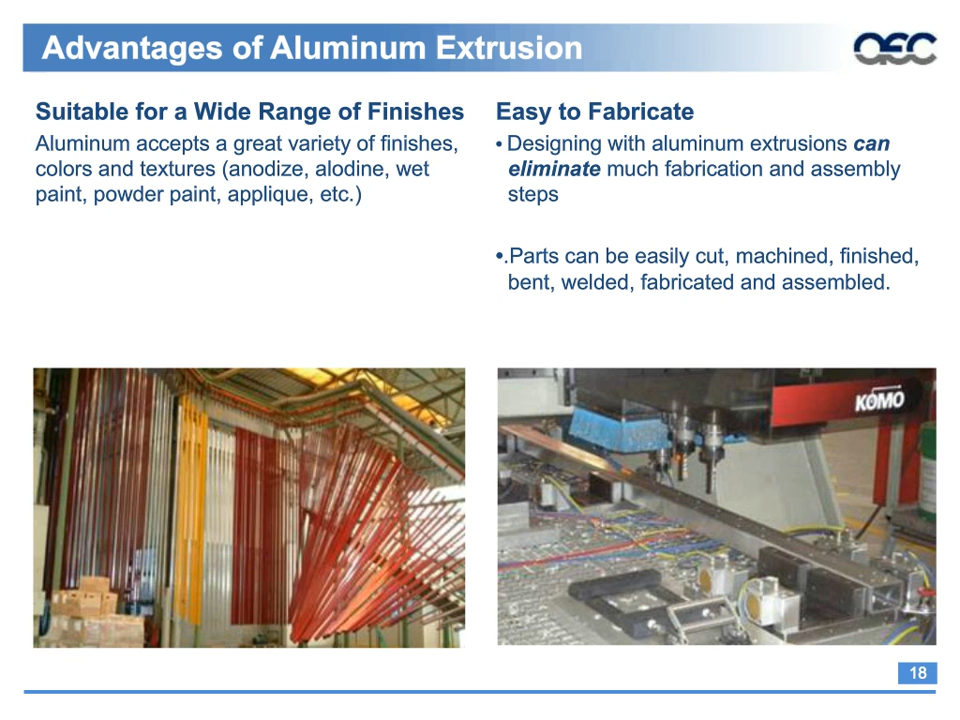 Advantages of Aluminum Extrusion
AEC
Suitable for a Wide Range of Finishes
Aluminum accepts a great variety of finishes,
colors and textures (anodize, alodine, wet
paint, powder paint, applique, etc.)
Easy to Fabricate
• Designing with aluminum extrusions can
eliminate much fabrication and assembly
steps
•.Parts can be easily cut, machined, finished,
bent, welded, fabricated and assembled.
KOMO
18